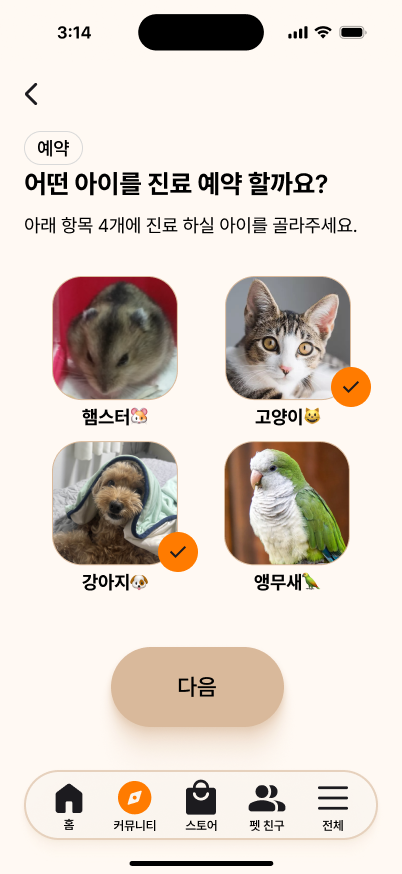 3:14
예약
어떤 아이를 진료 예약 할까요?
아래 항목 4개에 진료 하실 아이를 골라주세요.
햄스터🐹 고양이😺
강아지🐶 앵무새🦜
다음
홈 커뮤니티 스토어 펫 친구 전체